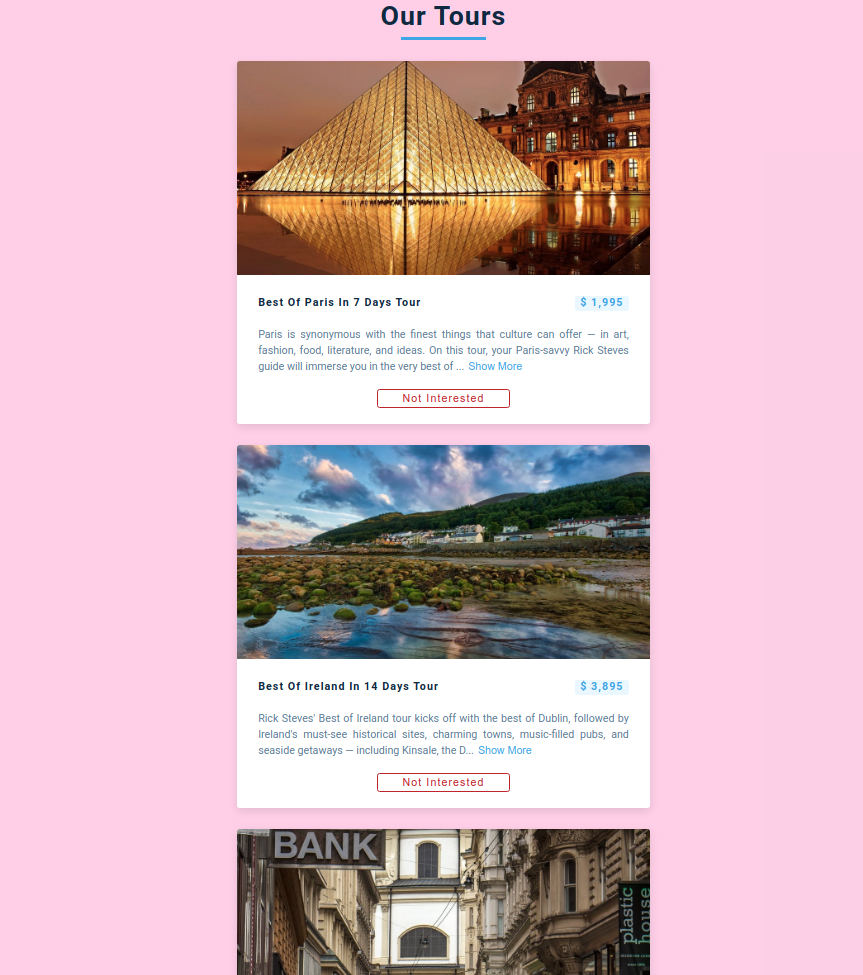 Our Tours
Best Of Paris In 7 Days Tour
$ 1,995
Paris is synonymous with the finest things that culture can offer — in art,
fashion, food, literature, and ideas. On this tour, your Paris-savvy Rick Steves
guide will immerse you in the very best of ... Show More
Not Interested
Best Of Ireland In 14 Days Tour
$ 3,895
Rick Steves' Best of Ireland tour kicks off with the best of Dublin, followed by
Ireland's must-see historical sites, charming towns, music-filled pubs, and
seaside getaways — including Kinsale, the D... Show More
Not Interested
BANK
plastic
house